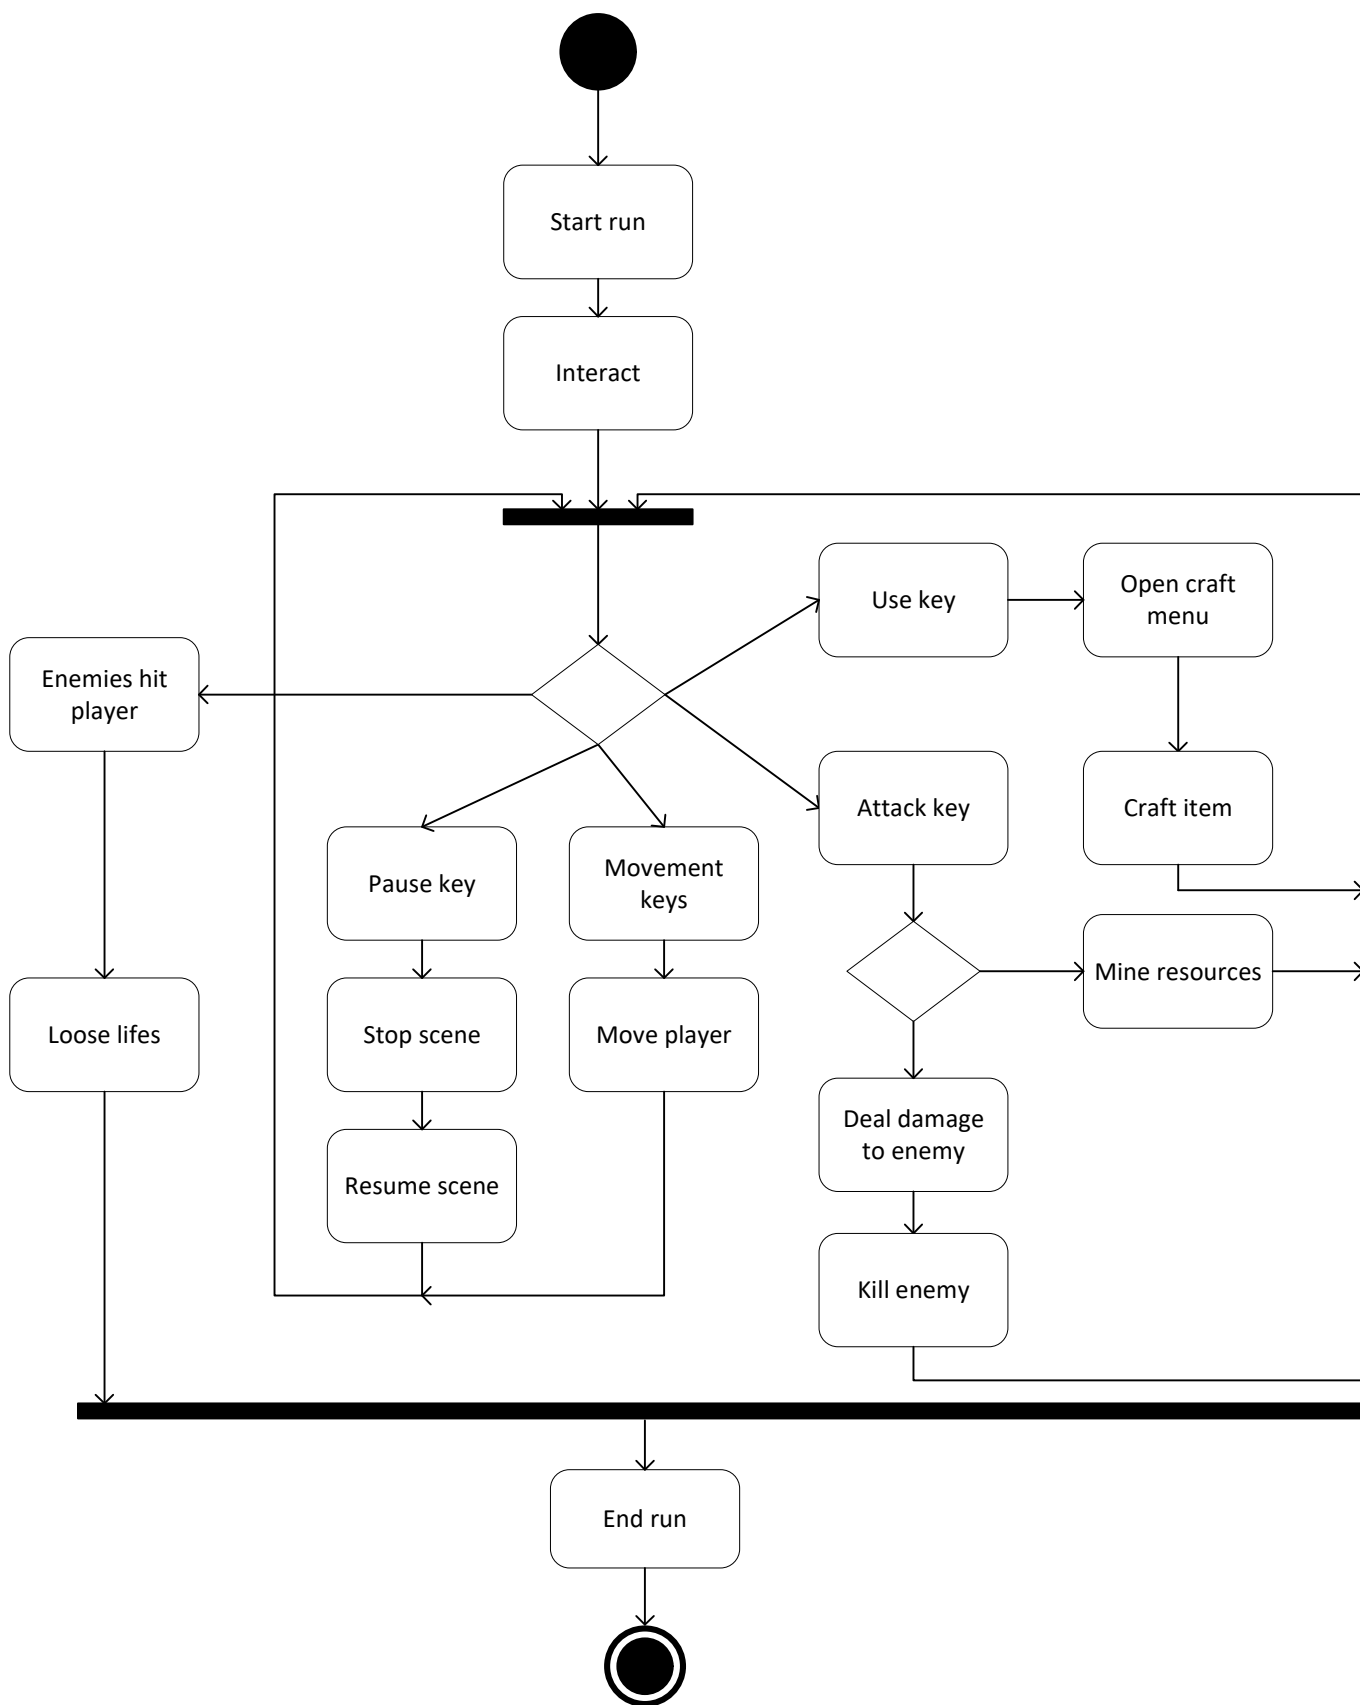 Start run
Interact
Use key
Open craft
menu
Enemies hit
player
Attack key
Craft item
Pause key
Movement
keys
Mine resources
Loose lifes
Stop scene
Move player
Deal damage
to enemy
Resume scene
Kill enemy
End run